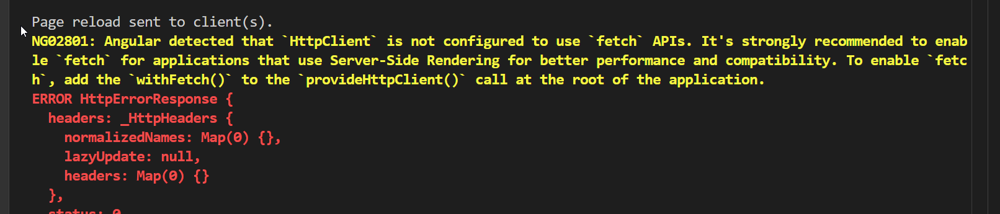 Page reload sent to client(s).
NG02801: Angular detected that `HttpClient` is not configured to use `fetch` APIs. It's strongly recommended to enab
le `fetch` for applications that use Server-Side Rendering for better performance and compatibility. To enable `fetc
h`, add the `withFetch()` to the `provideHttpClient()` call at the root of the application.
ERROR HttpErrorResponse {
  headers: _HttpHeaders {
    normalizedNames: Map(0) {},
    lazyUpdate: null,
    headers: Map(0) {}
  },
  status: 0